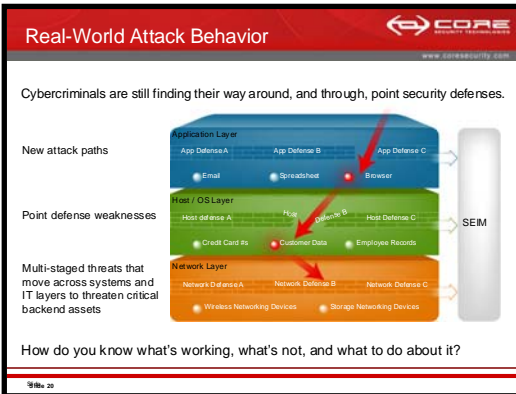 Real-World Attack Behavior
CORE
SECURITY TECHNOLOGIES
www.coresecurity.com
Cybercriminals are still finding their way around, and through, point security defenses.
New attack paths
Application Layer
App Defense A App Defense B App Defense C
Email Spreadsheet Browser
Point defense weaknesses
Host / OS Layer
Host defense A Host Defense B Host Defense C
Credit Card #s Customer Data Employee Records
SEIM
Multi-staged threats that
move across systems and
IT layers to threaten critical
backend assets
Network Layer
Network Defense A Network Defense B Network Defense C
Wireless Networking Devices Storage Networking Devices
How do you know what's working, what's not, and what to do about it?
Slide 20